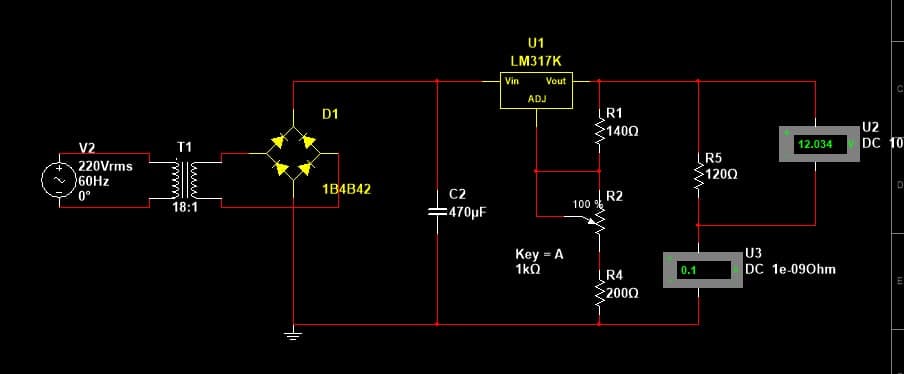 U1
LM317K
Vin
Vout
ADJ
D1
1B4B42
V2
220Vrms
60Hz
0°
T1
18:1
C2
470µF
R1
140Ω
R2
100 %
Key = A
1kΩ
R4
200Ω
R5
120Ω
U2
DC 10
12.034
U3
DC 1e-09Ohm
0.1
C
D
E